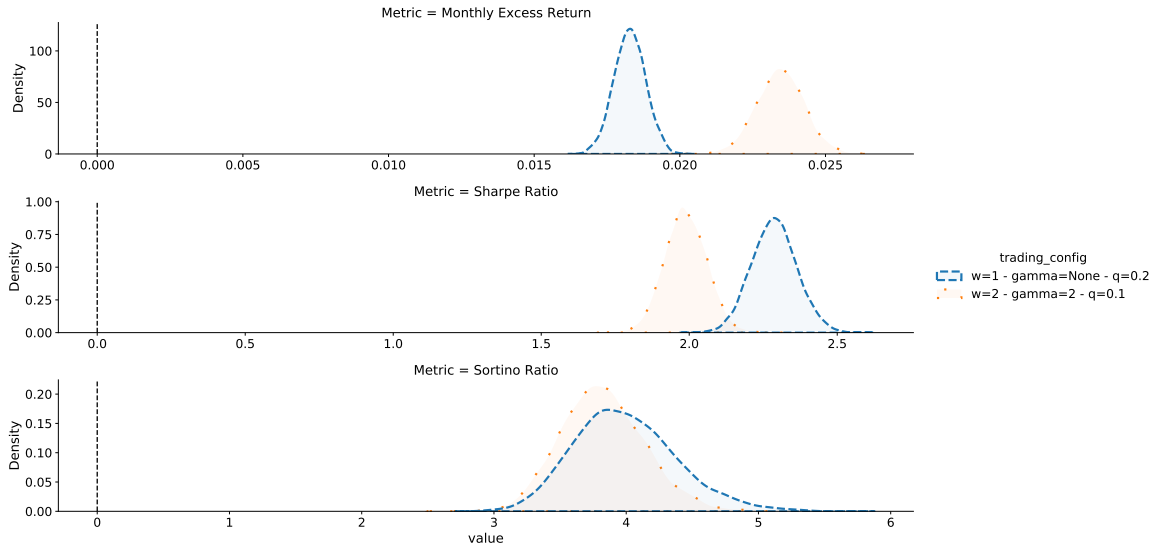 Metric = Monthly Excess Return
Density
100
50
0
0.000 0.005 0.010 0.015 0.020 0.025
Metric = Sharpe Ratio
Density
1.00
0.75
0.50
0.25
0.00
0.0 0.5 1.0 1.5 2.0 2.5
trading_config
w=1 - gamma=None - q=0.2
w=2 - gamma=2 - q=0.1
Metric = Sortino Ratio
Density
0.20
0.15
0.10
0.05
0.00
0 1 2 3 4 5 6
value